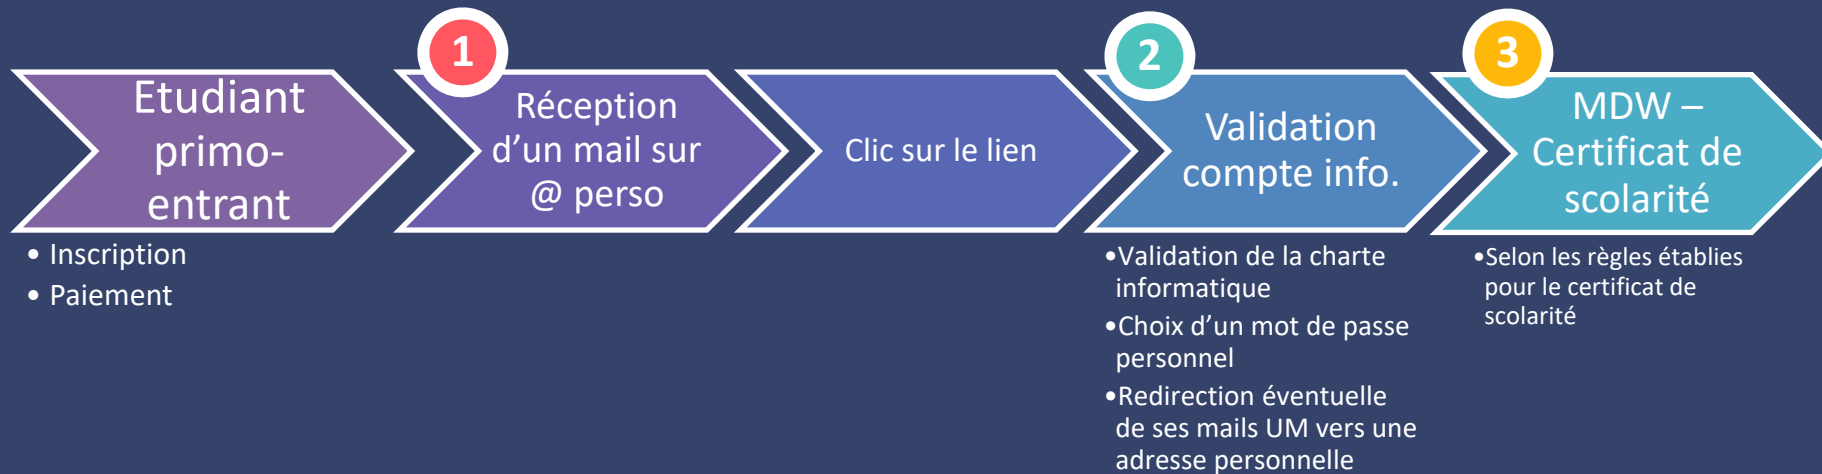 Etudiant
primo-
entrant
• Inscription
• Paiement
1
Réception
d’un mail sur
@ perso
Clic sur le lien
2
Validation
compte info.
•Validation de la charte
informatique
•Choix d’un mot de passe
personnel
•Redirection éventuelle
de ses mails UM vers une
adresse personnelle
3
MDW –
Certificat de
scolarité
•Selon les règles établies
pour le certificat de
scolarité